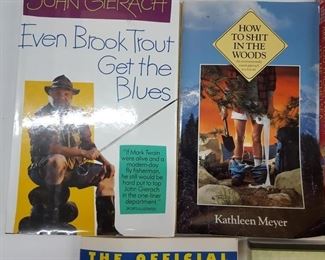 JOHN GIERACH
Even Brook Trout
Get the
Blues
"If Mark Twain
were alive and a
modern-day
fly fisherman,
he still would be
hard put to top
John Gierach
in the one-liner
department."
HOW TO SHIT
IN THE
WOODS
Kathleen Meyer
THE OFFICIAL